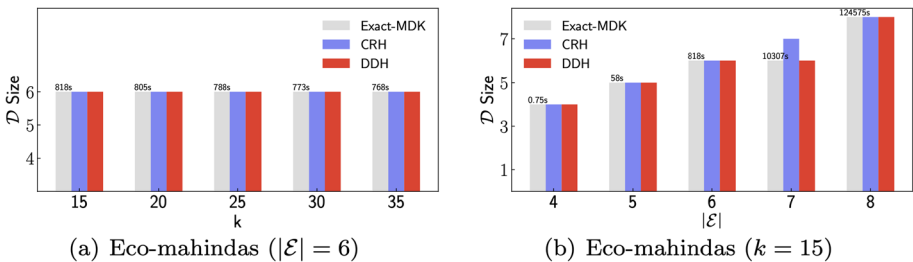 Exact-MDK
CRH
DDH
818s 805s 788s 773s 768s
6
5
4
𝒟 Size
15 20 25 30 35
k
(a) Eco-mahindas (|ℰ| = 6)
Exact-MDK
CRH
DDH
124575s
10307s
818s
58s
0.75s
7
5
3
1
𝒟 Size
4 5 6 7 8
|ℰ|
(b) Eco-mahindas (k = 15)